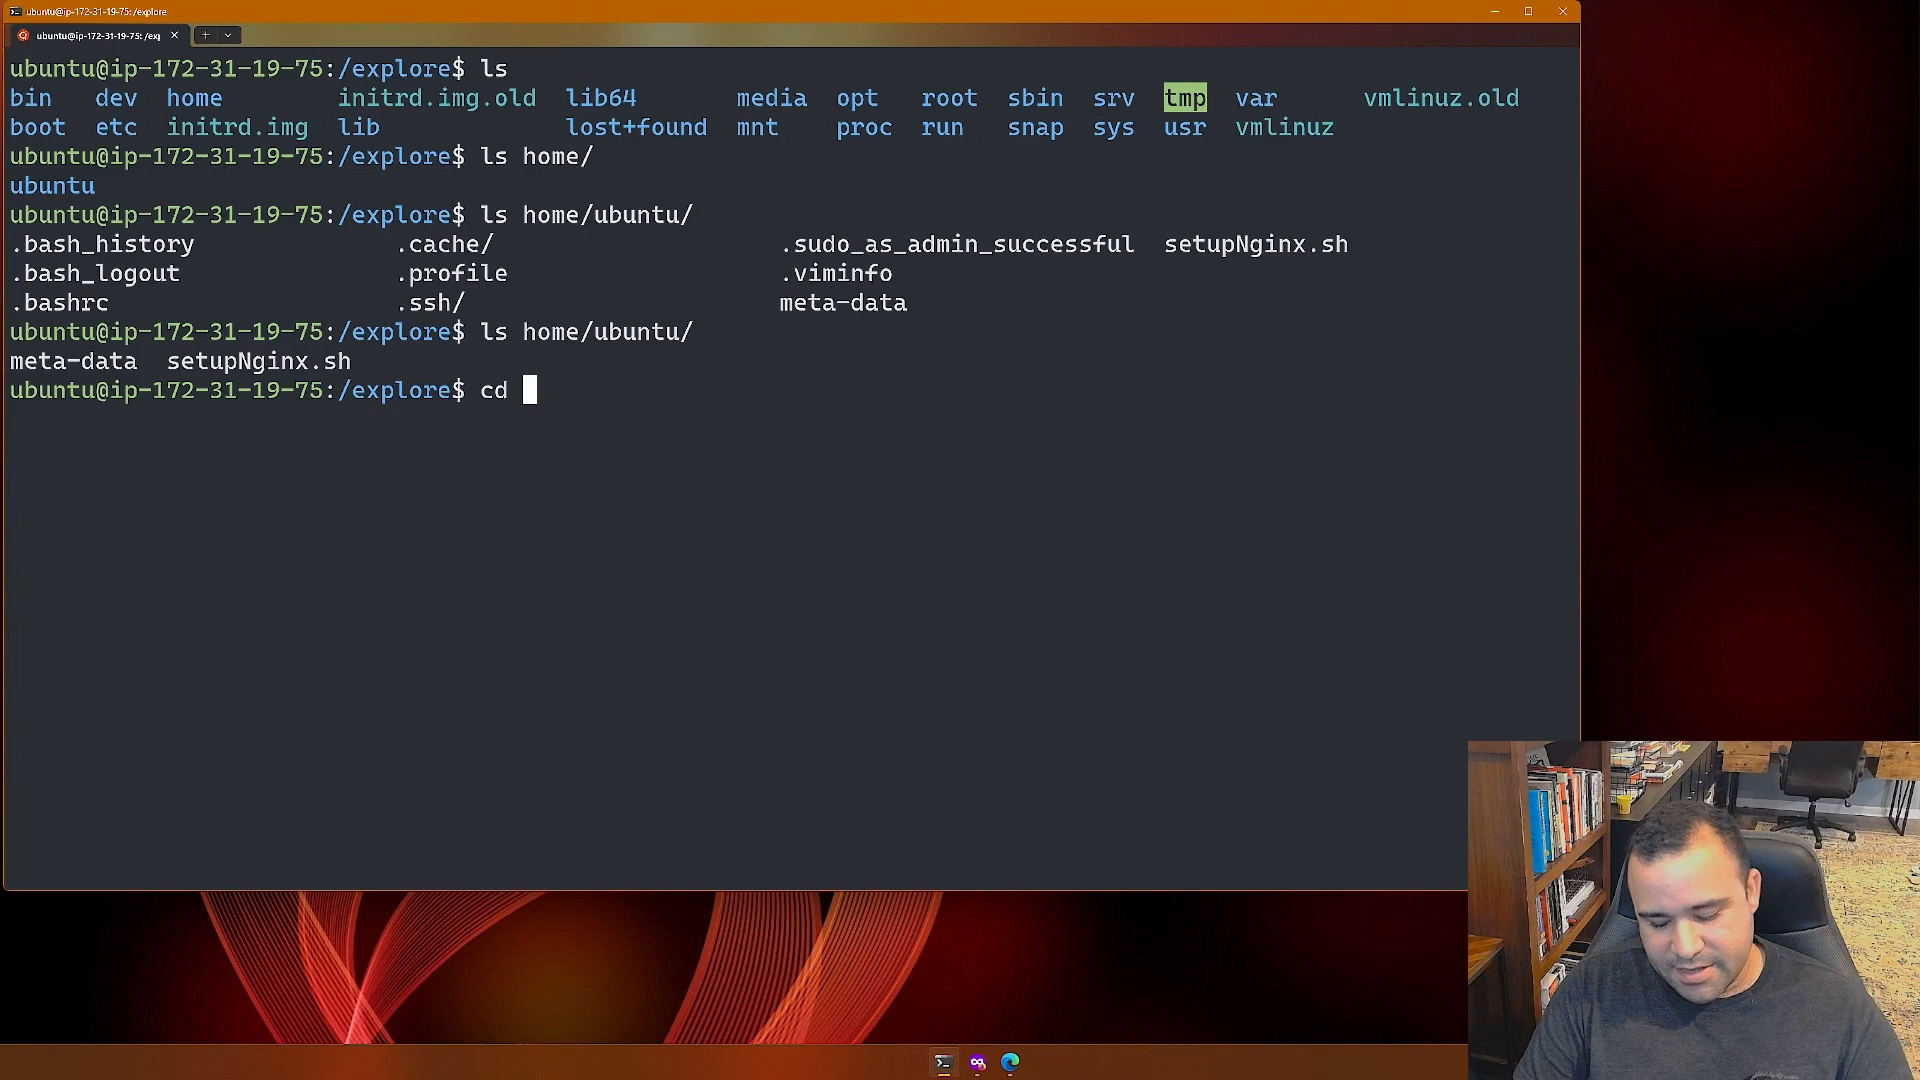 ubuntu@ip-172-31-19-75: /explore
ubuntu@ip-172-31-19-75: /exp
ubuntu@ip-172-31-19-75:/explore$ ls
bin dev home initrd.img.old lib64 media opt root sbin srv tmp var vmlinuz.old
boot etc initrd.img lib lost+found mnt proc run snap sys usr vmlinuz
ubuntu@ip-172-31-19-75:/explore$ ls home/
ubuntu
ubuntu@ip-172-31-19-75:/explore$ ls home/ubuntu/
.bash_history .cache/ .sudo_as_admin_successful setupNginx.sh
.bash_logout .profile .viminfo
.bashrc .ssh/ meta-data
ubuntu@ip-172-31-19-75:/explore$ ls home/ubuntu/
meta-data setupNginx.sh
ubuntu@ip-172-31-19-75:/explore$ cd